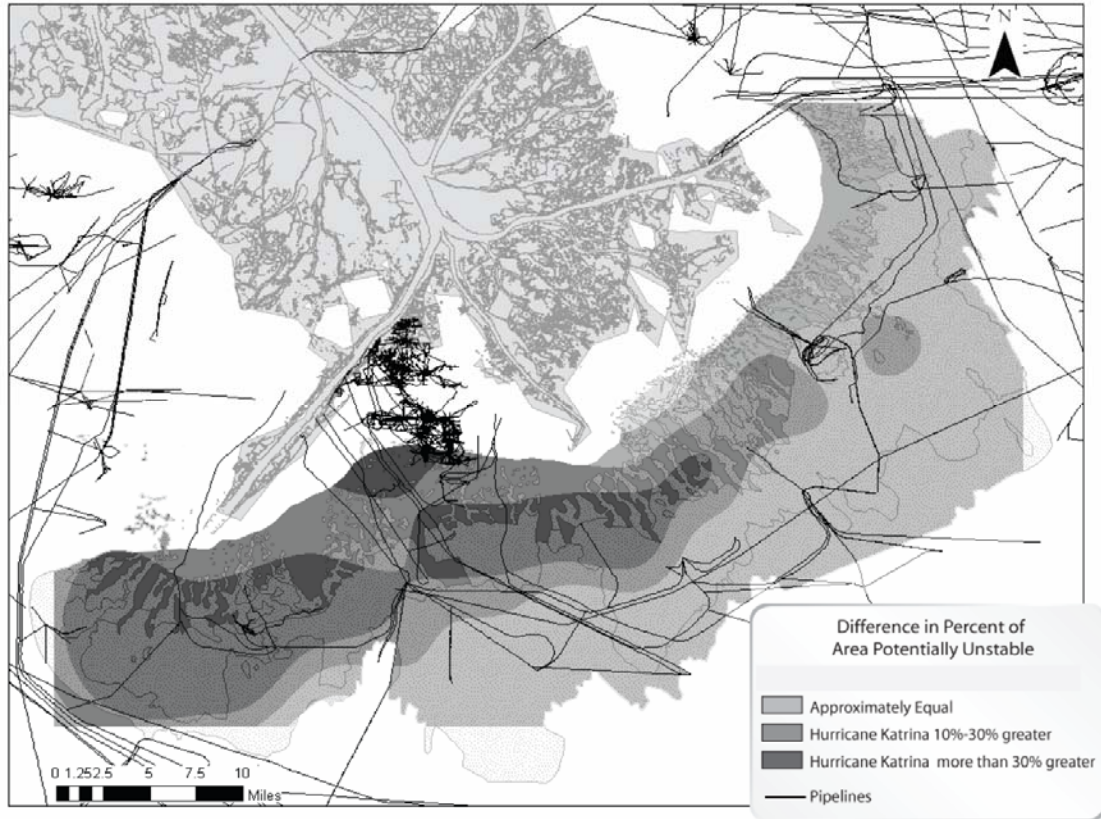 N
0 1.25 2.5 5 7.5 10
Miles
Difference in Percent of
Area Potentially Unstable
Approximately Equal
Hurricane Katrina 10%-30% greater
Hurricane Katrina more than 30% greater
Pipelines